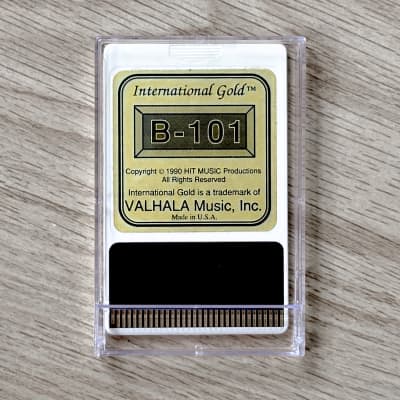 International Gold™
B-101
Copyright © 1990 HIT MUSIC Productions
All Rights Reserved
International Gold is a trademark of
VALHALA Music, Inc.
Made in U.S.A.